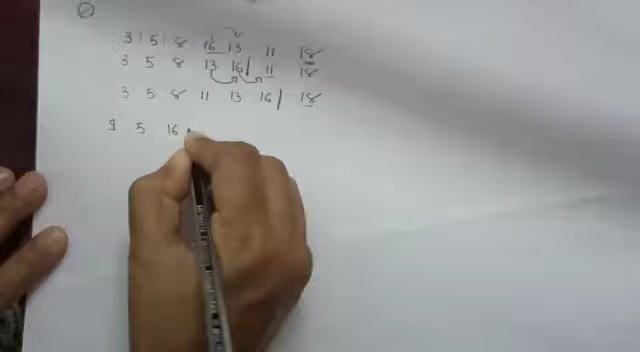 3 | 5 | 8 16 13 11 18
3 5 8 13 16 | 11 18
3 5 8 11 13 16 | 18
9 5 16